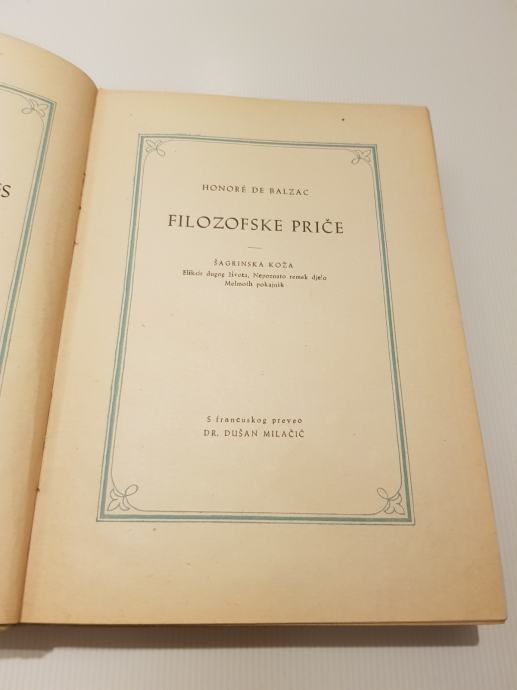 ES
HONORÉ DE BALZAC
FILOZOFSKE PRIČE
ŠAGRINSKA KOŽA
Eliksir dugog života, Nepoznato remek djelo
Melmoth pokajnik
S francuskog preveo
DR. DUŠAN MILAČIĆ